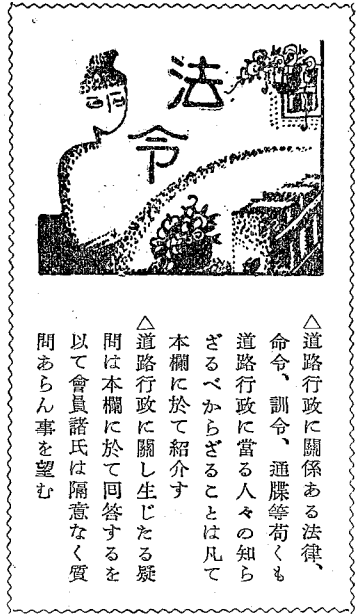 法令
△道路行政に關係ある法律、
命令、訓令、通牒等苟くも
道路行政に當る人々の知ら
ざるべからざることは凡て
本欄に於て紹介す
△道路行政に關し生じたる疑
問は本欄に於て回答するを
以て會員諸氏は隔意なく質
問あらん事を望む